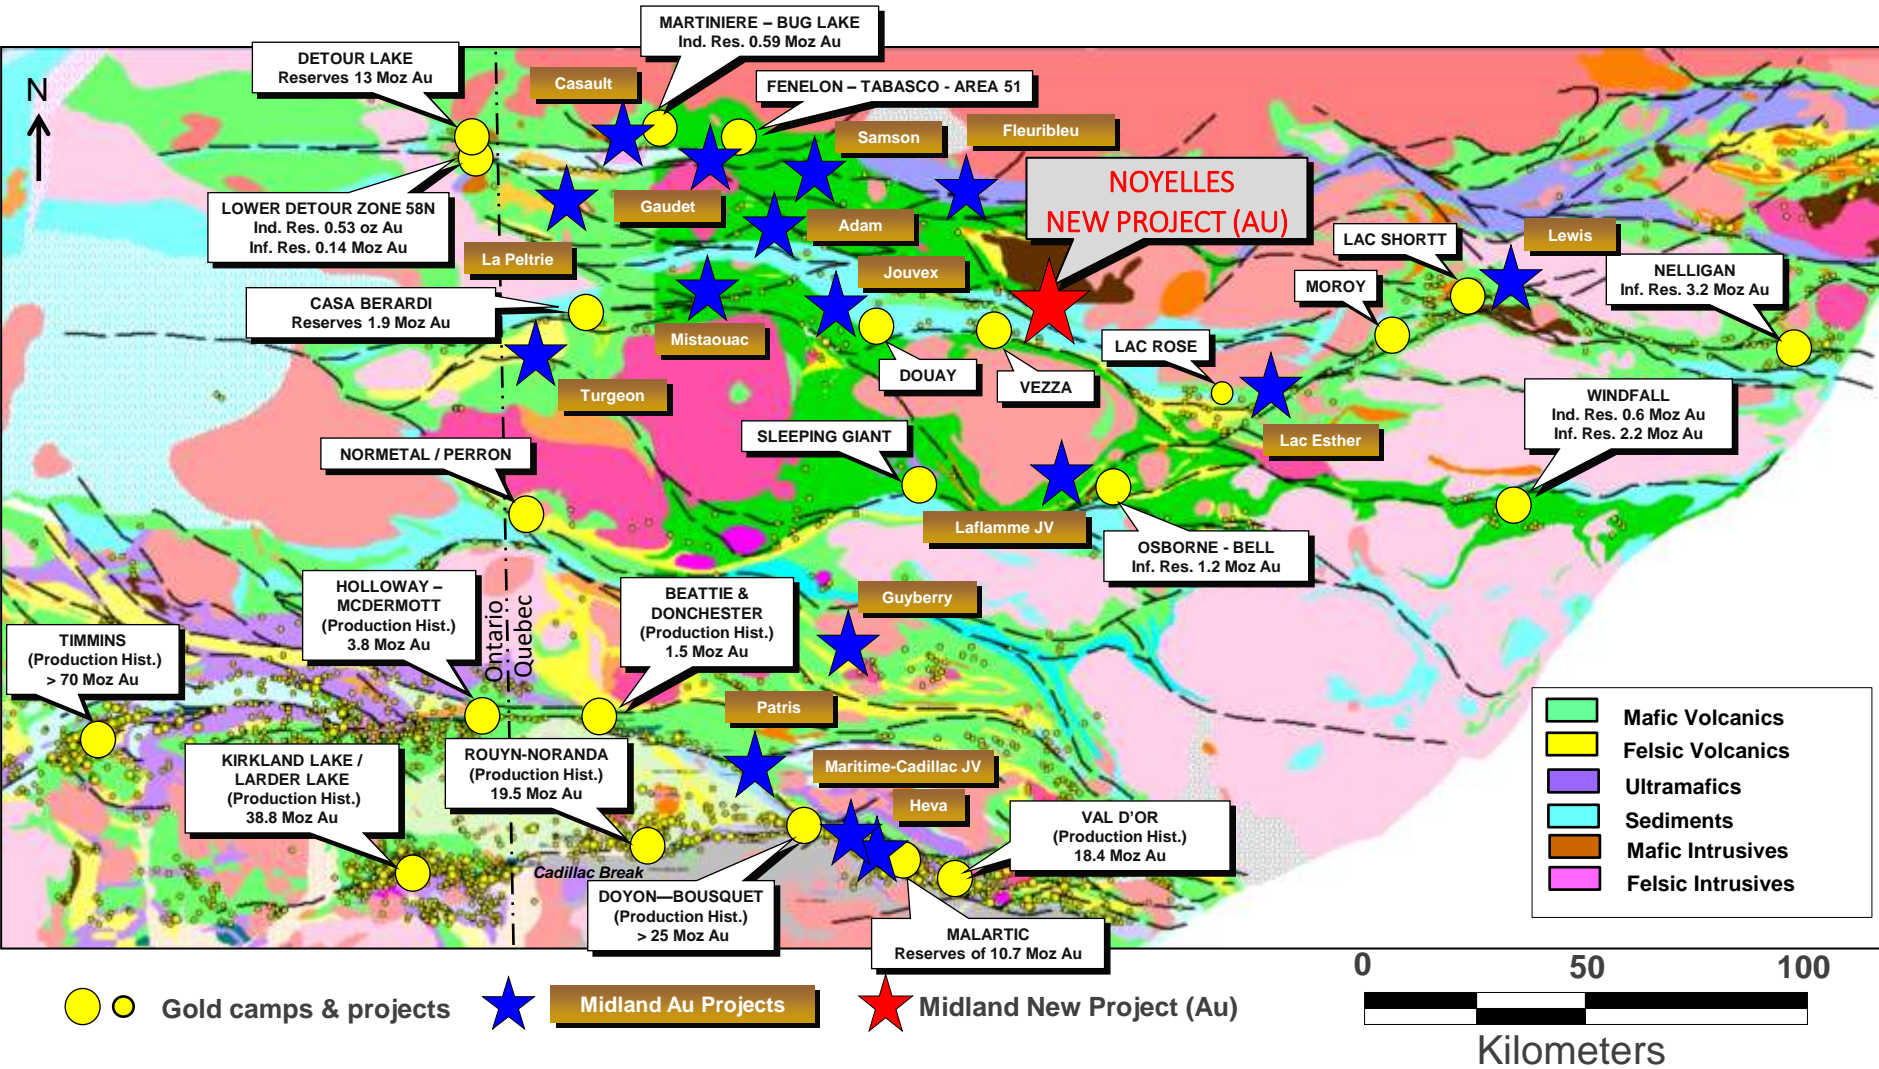 MARTINIERE – BUG LAKE
Ind. Res. 0.59 Moz Au
DETOUR LAKE
Reserves 13 Moz Au
Casault
FENELON – TABASCO - AREA 51
N
Samson
Fleuribleu
NOYELLES
NEW PROJECT (AU)
LOWER DETOUR ZONE 58N
Ind. Res. 0.53 oz Au
Inf. Res. 0.14 Moz Au
Gaudet
Adam
LAC SHORTT
Lewis
La Peltrie
Jouvex
NELLIGAN
Inf. Res. 3.2 Moz Au
MOROY
CASA BERARDI
Reserves 1.9 Moz Au
Mistaouac
LAC ROSE
DOUAY
VEZZA
Turgeon
WINDFALL
Ind. Res. 0.6 Moz Au
Inf. Res. 2.2 Moz Au
SLEEPING GIANT
Lac Esther
NORMETAL / PERRON
Laflamme JV
OSBORNE - BELL
Inf. Res. 1.2 Moz Au
HOLLOWAY –
MCDERMOTT
(Production Hist.)
3.8 Moz Au
Ontario
Quebec
BEATTIE &
DONCHESTER
(Production Hist.)
1.5 Moz Au
Guyberry
TIMMINS
(Production Hist.)
> 70 Moz Au
Patris
KIRKLAND LAKE /
LARDER LAKE
(Production Hist.)
38.8 Moz Au
ROUYN-NORANDA
(Production Hist.)
19.5 Moz Au
Maritime-Cadillac JV
Heva
VAL D’OR
(Production Hist.)
18.4 Moz Au
Cadillac Break
DOYON—BOUSQUET
(Production Hist.)
> 25 Moz Au
MALARTIC
Reserves of 10.7 Moz Au
Mafic Volcanics
Felsic Volcanics
Ultramafics
Sediments
Mafic Intrusives
Felsic Intrusives
Gold camps & projects
Midland Au Projects
Midland New Project (Au)
0 50 100
Kilometers